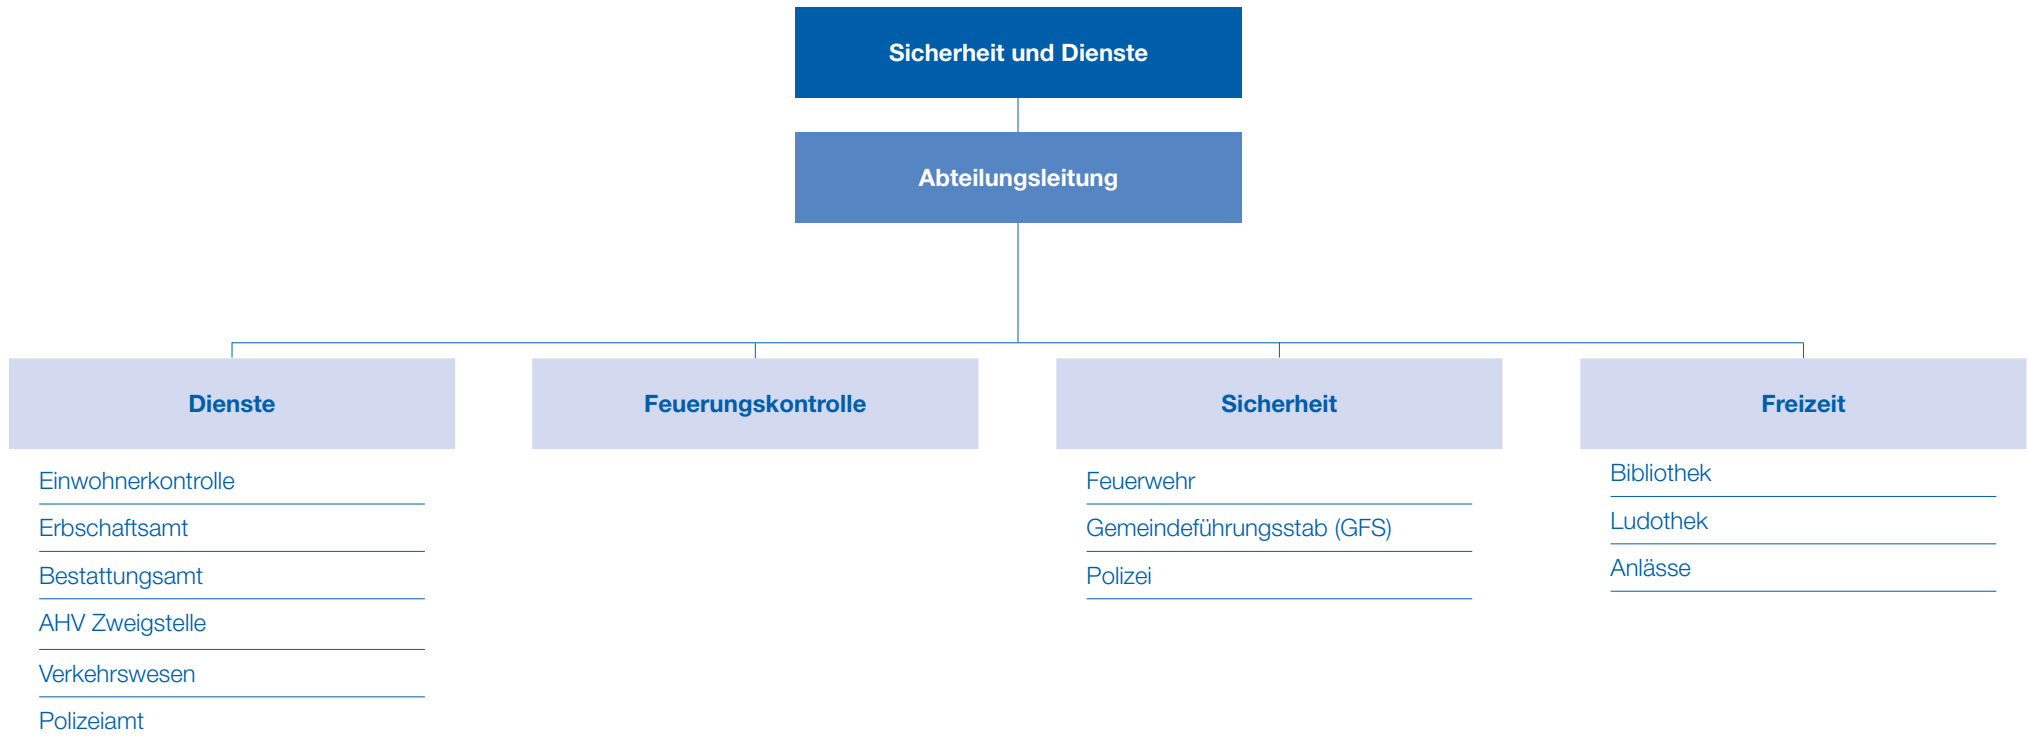 Sicherheit und Dienste
Abteilungsleitung
Dienste
Einwohnerkontrolle
Erbschaftsamt
Bestattungsamt
AHV Zweigstelle
Verkehrswesen
Polizeiamt
Feuerungskontrolle
Sicherheit
Feuerwehr
Gemeindeführungsstab (GFS)
Polizei
Freizeit
Bibliothek
Ludothek
Anlässe